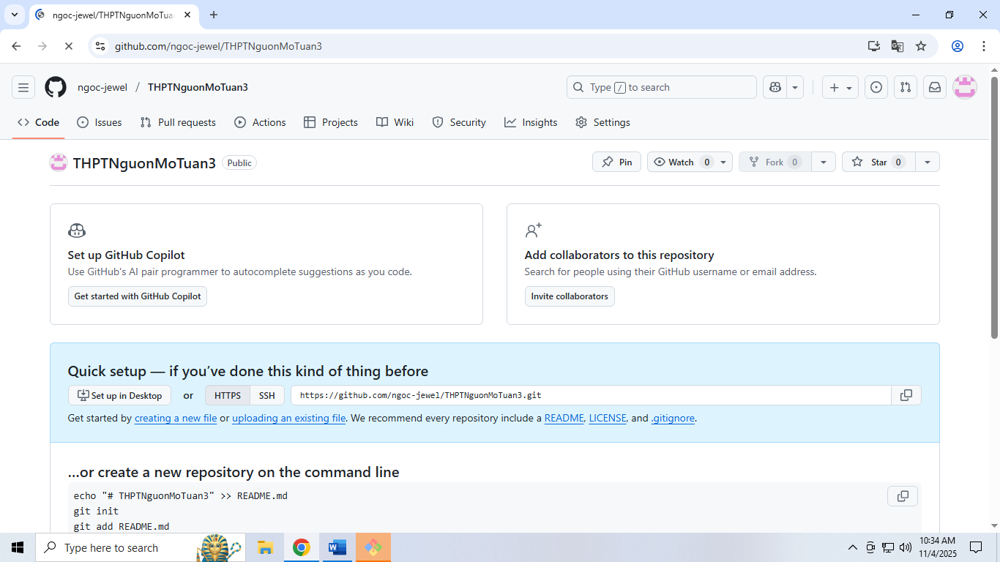 ngoc-jewel/THPTNguonMoTua
github.com/ngoc-jewel/THPTNguonMoTuan3
ngoc-jewel / THPTNguonMoTuan3
Type / to search
Code Issues Pull requests Actions Projects Wiki Security Insights Settings
THPTNguonMoTuan3 Public
Pin Watch 0 Fork 0 Star 0
Set up GitHub Copilot
Use GitHub's AI pair programmer to autocomplete suggestions as you code.
Get started with GitHub Copilot
Add collaborators to this repository
Search for people using their GitHub username or email address.
Invite collaborators
Quick setup — if you’ve done this kind of thing before
Set up in Desktop or HTTPS SSH https://github.com/ngoc-jewel/THPTNguonMoTuan3.git
Get started by creating a new file or uploading an existing file. We recommend every repository include a README, LICENSE, and .gitignore.
…or create a new repository on the command line
echo "# THPTNguonMoTuan3" >> README.md
git init
git add README.md
Type here to search
10:34 AM
11/4/2025